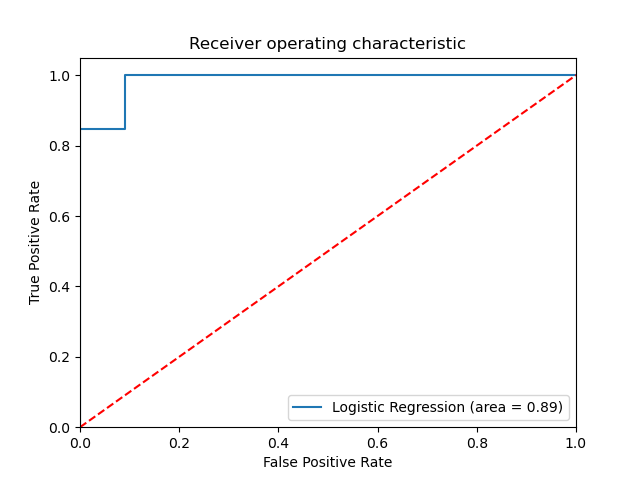 Receiver operating characteristic
1.0
0.8
0.6
0.4
0.2
0.0
True Positive Rate
Logistic Regression (area = 0.89)
0.0 0.2 0.4 0.6 0.8 1.0
False Positive Rate